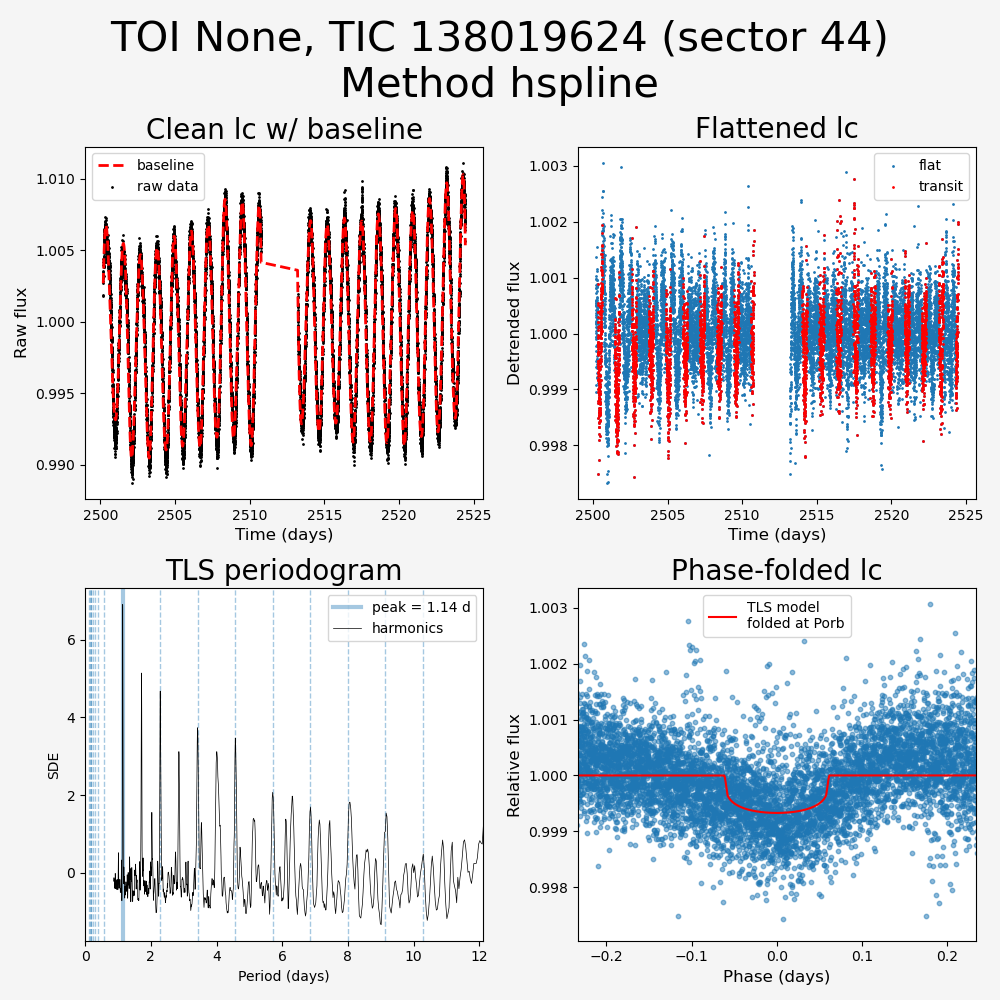 TOI None, TIC 138019624 (sector 44)
Method hspline
Clean lc w/ baseline
Flattened lc
baseline
raw data
flat
transit
1.010
1.005
1.000
0.995
0.990
Raw flux
2500
2505
2510
2515
2520
2525
Time (days)
1.003
1.002
1.001
1.000
0.999
0.998
Detrended flux
2500
2505
2510
2515
2520
2525
Time (days)
TLS periodogram
Phase-folded lc
peak = 1.14 d
harmonics
6
4
2
0
SDE
0
2
4
6
8
10
12
Period (days)
TLS model
folded at Porb
1.003
1.002
1.001
1.000
0.999
0.998
Relative flux
−0.2
−0.1
0.0
0.1
0.2
Phase (days)